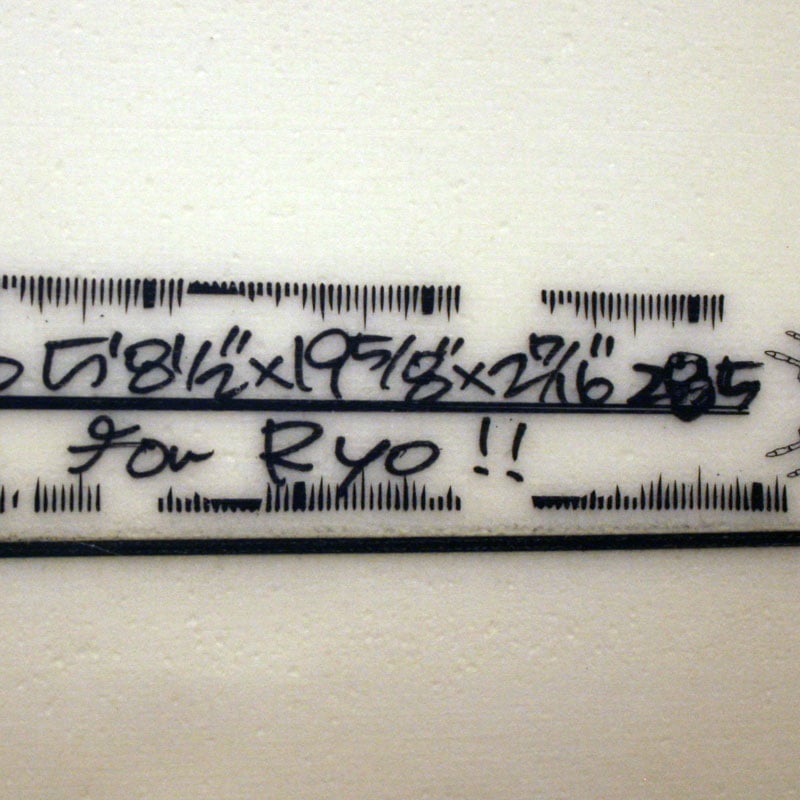 5'8 1/2" x 19 5/8" x 2 7/16"
for Ryo !!